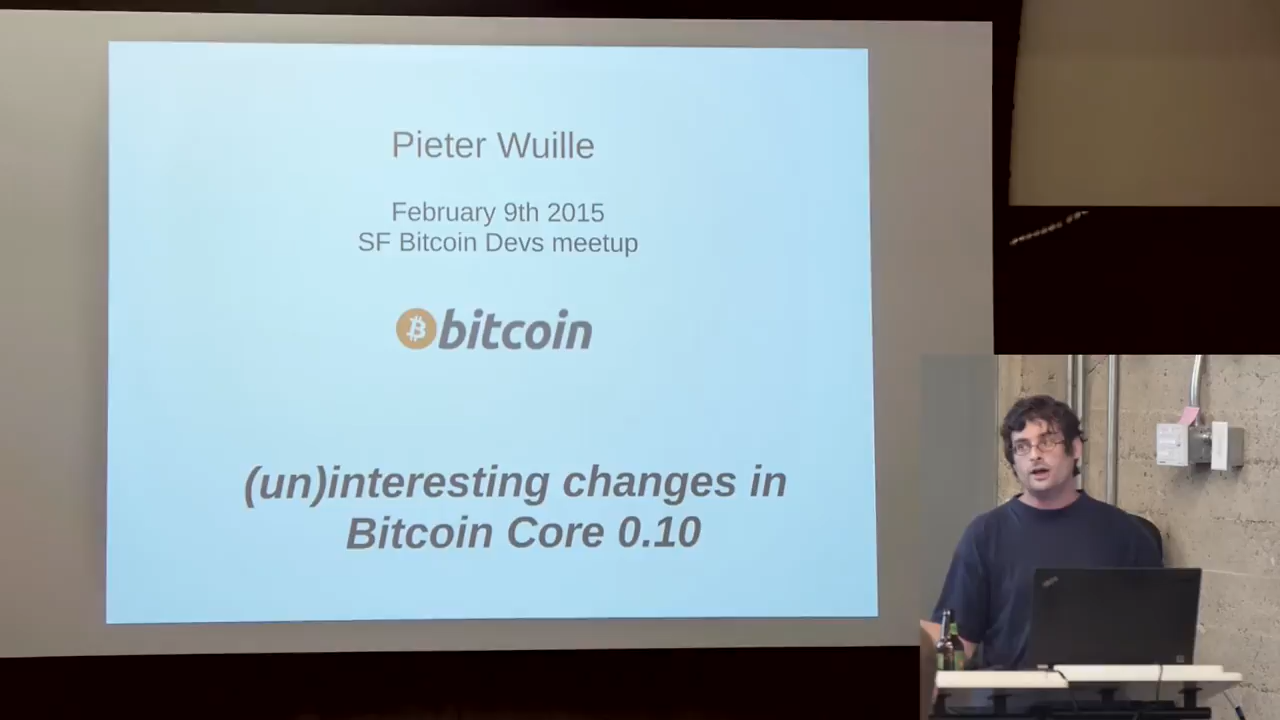 Pieter Wuille
February 9th 2015
SF Bitcoin Devs meetup
bitcoin
(un)interesting changes in
Bitcoin Core 0.10